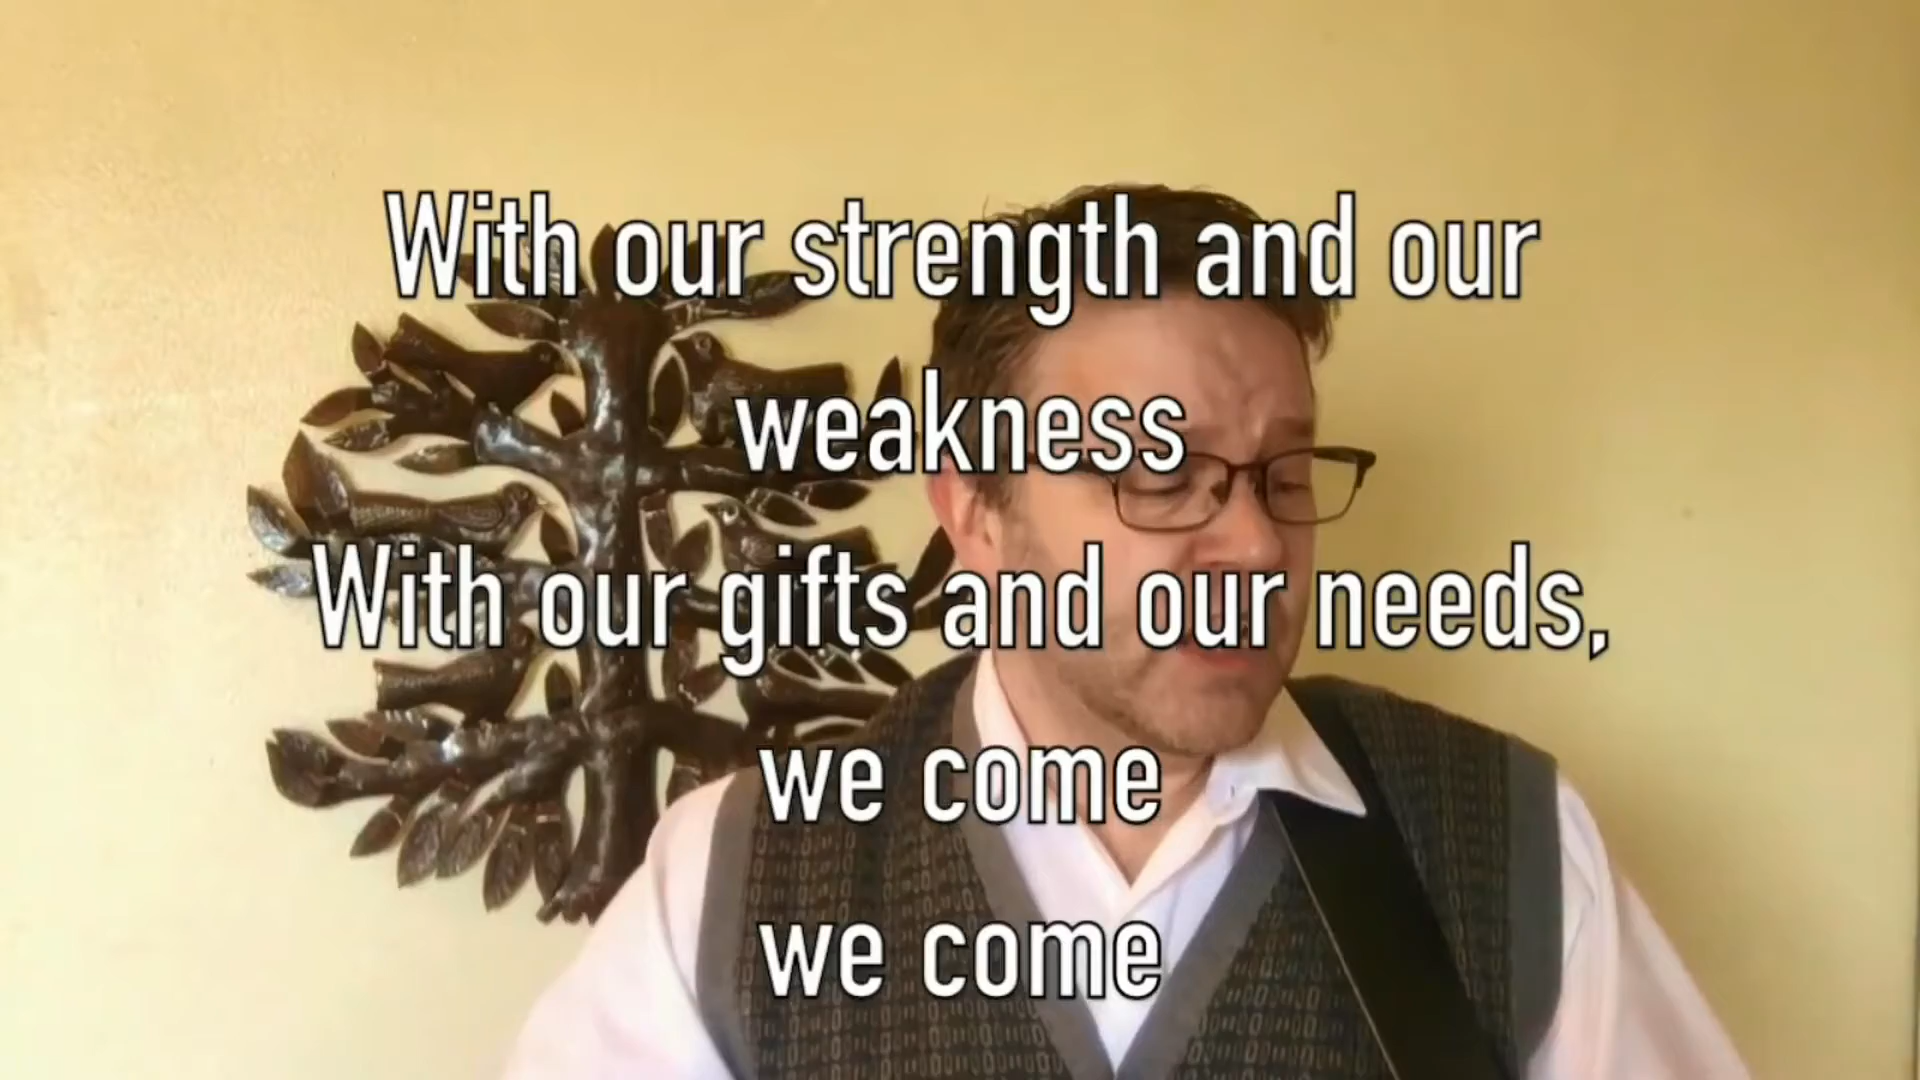 With our strength and our
weakness
With our gifts and our needs,
we come
we come